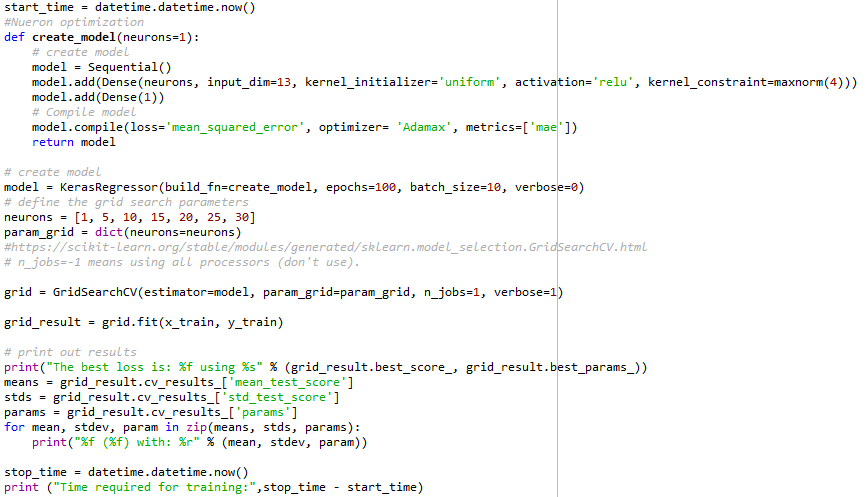 start_time = datetime.datetime.now()
#Nueron optimization
def create_model(neurons=1):
    # create model
    model = Sequential()
    model.add(Dense(neurons, input_dim=13, kernel_initializer='uniform', activation='relu', kernel_constraint=maxnorm(4)))
    model.add(Dense(1))
    # Compile model
    model.compile(loss='mean_squared_error', optimizer= 'Adamax', metrics=['mae'])
    return model

# create model
model = KerasRegressor(build_fn=create_model, epochs=100, batch_size=10, verbose=0)
# define the grid search parameters
neurons = [1, 5, 10, 15, 20, 25, 30]
param_grid = dict(neurons=neurons)
#https://scikit-learn.org/stable/modules/generated/sklearn.model_selection.GridSearchCV.html
# n_jobs=-1 means using all processors (don't use).

grid = GridSearchCV(estimator=model, param_grid=param_grid, n_jobs=1, verbose=1)

grid_result = grid.fit(x_train, y_train)

# print out results
print("The best loss is: %f using %s" % (grid_result.best_score_, grid_result.best_params_))
means = grid_result.cv_results_['mean_test_score']
stds = grid_result.cv_results_['std_test_score']
params = grid_result.cv_results_['params']
for mean, stdev, param in zip(means, stds, params):
    print("%f (%f) with: %r" % (mean, stdev, param))

stop_time = datetime.datetime.now()
print ("Time required for training:",stop_time - start_time)